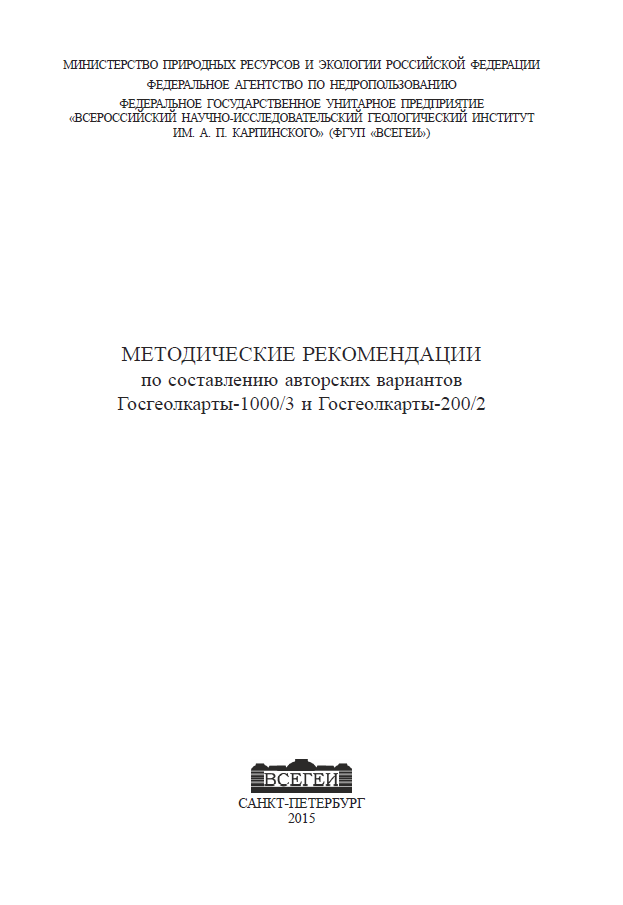 МИНИСТЕРСТВО ПРИРОДНЫХ РЕСУРСОВ И ЭКОЛОГИИ РОССИЙСКОЙ ФЕДЕРАЦИИ
ФЕДЕРАЛЬНОЕ АГЕНТСТВО ПО НЕДРОПОЛЬЗОВАНИЮ
ФЕДЕРАЛЬНОЕ ГОСУДАРСТВЕННОЕ УНИТАРНОЕ ПРЕДПРИЯТИЕ
«ВСЕРОССИЙСКИЙ НАУЧНО-ИССЛЕДОВАТЕЛЬСКИЙ ГЕОЛОГИЧЕСКИЙ ИНСТИТУТ
ИМ. А. П. КАРПИНСКОГО» (ФГУП «ВСЕГЕИ»)
МЕТОДИЧЕСКИЕ РЕКОМЕНДАЦИИ
по составлению авторских вариантов
Госгеолкарты-1000/3 и Госгеолкарты-200/2
ВСЕГЕИ
САНКТ-ПЕТЕРБУРГ
2015